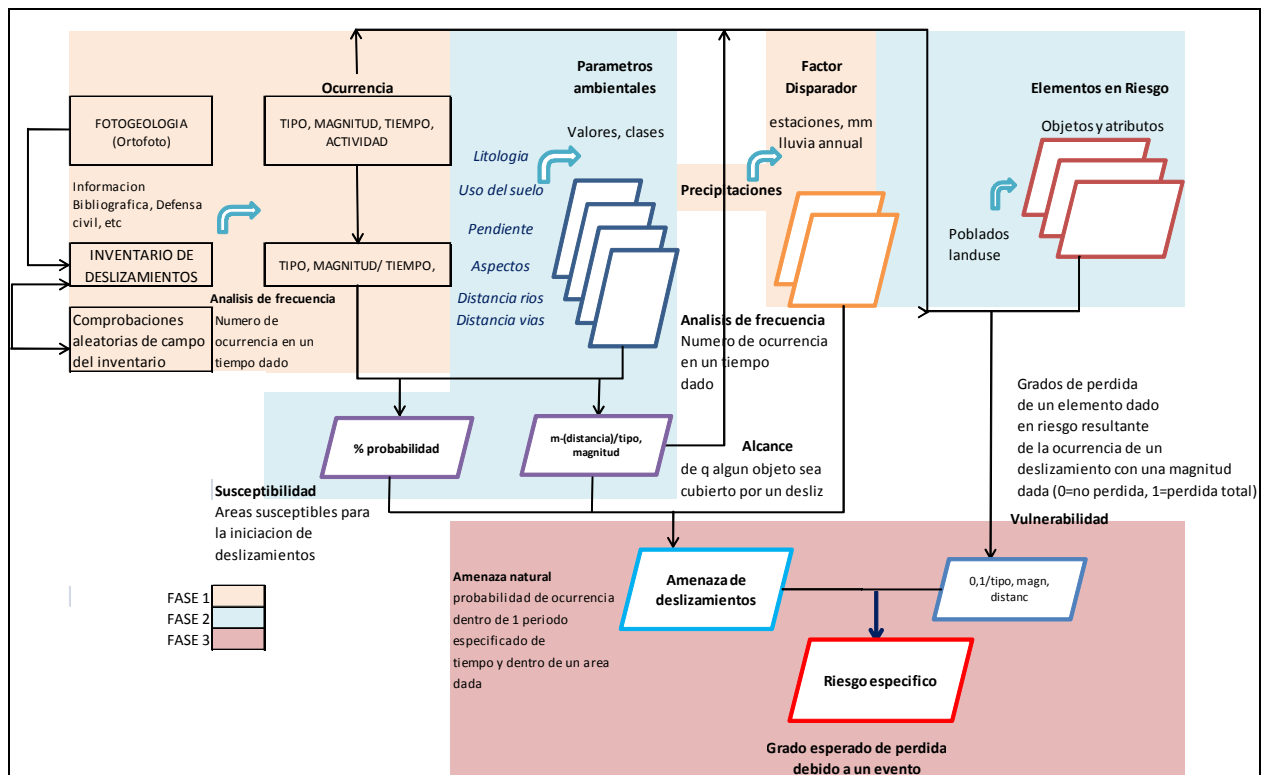 Ocurrencia
FOTOGEOLOGIA
(Ortofoto)
TIPO, MAGNITUD, TIEMPO,
ACTIVIDAD
Informacion
Bibliografica, Defensa
civil, etc
INVENTARIO DE
DESLIZAMIENTOS
TIPO, MAGNITUD/ TIEMPO,
Comprobaciones
aleatorias de campo
del inventario
Analisis de frecuencia
Numero de
ocurrencia en un
tiempo dado
Parametros
ambientales
Valores, clases
Litologia
Uso del suelo
Pendiente
Aspectos
Distancia rios
Distancia vias
Factor
Disparador
estaciones, mm
lluvia annual
Precipitaciones
Elementos en Riesgo
Objetos y atributos
Poblados
landuse
Analisis de frecuencia
Numero de ocurrencia
en un tiempo
dado
% probabilidad
m-(distancia)/tipo,
magnitud
Alcance
de q algun objeto sea
cubierto por un desliz
Grados de perdida
de un elemento dado
en riesgo resultante
de la ocurrencia de un
deslizamiento con una magnitud
dada (0=no perdida, 1=perdida total)
Vulnerabilidad
Susceptibilidad
Areas susceptibles para
la iniciacion de
deslizamientos
FASE 1
FASE 2
FASE 3
Amenaza natural
probabilidad de ocurrencia
dentro de 1 periodo
especificado de
tiempo y dentro de un area
dada
Amenaza de
deslizamientos
0,1/tipo, magn,
distanc
Riesgo especifico
Grado esperado de perdida
debido a un evento